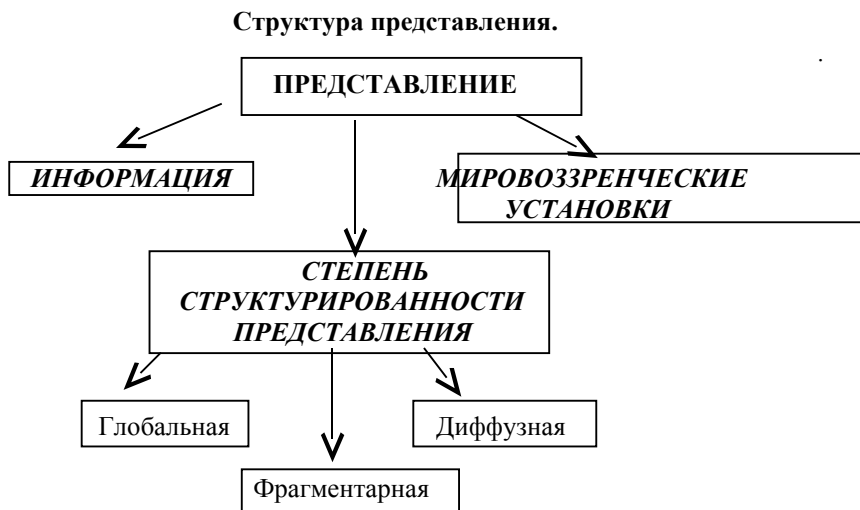 Структура представления.
.
ПРЕДСТАВЛЕНИЕ
ИНФОРМАЦИЯ
МИРОВОЗЗРЕНЧЕСКИЕ
УСТАНОВКИ
СТЕПЕНЬ
СТРУКТУРИРОВАННОСТИ
ПРЕДСТАВЛЕНИЯ
Глобальная
Диффузная
Фрагментарная